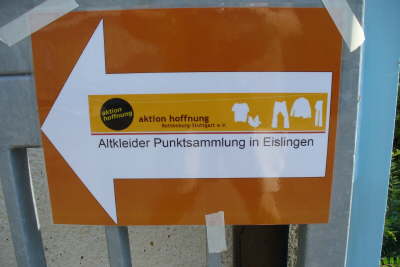 aktion
hoffnung
aktion hoffnung
Rottenburg-Stuttgart e.V.
Altkleider Punktsammlung in Eislingen